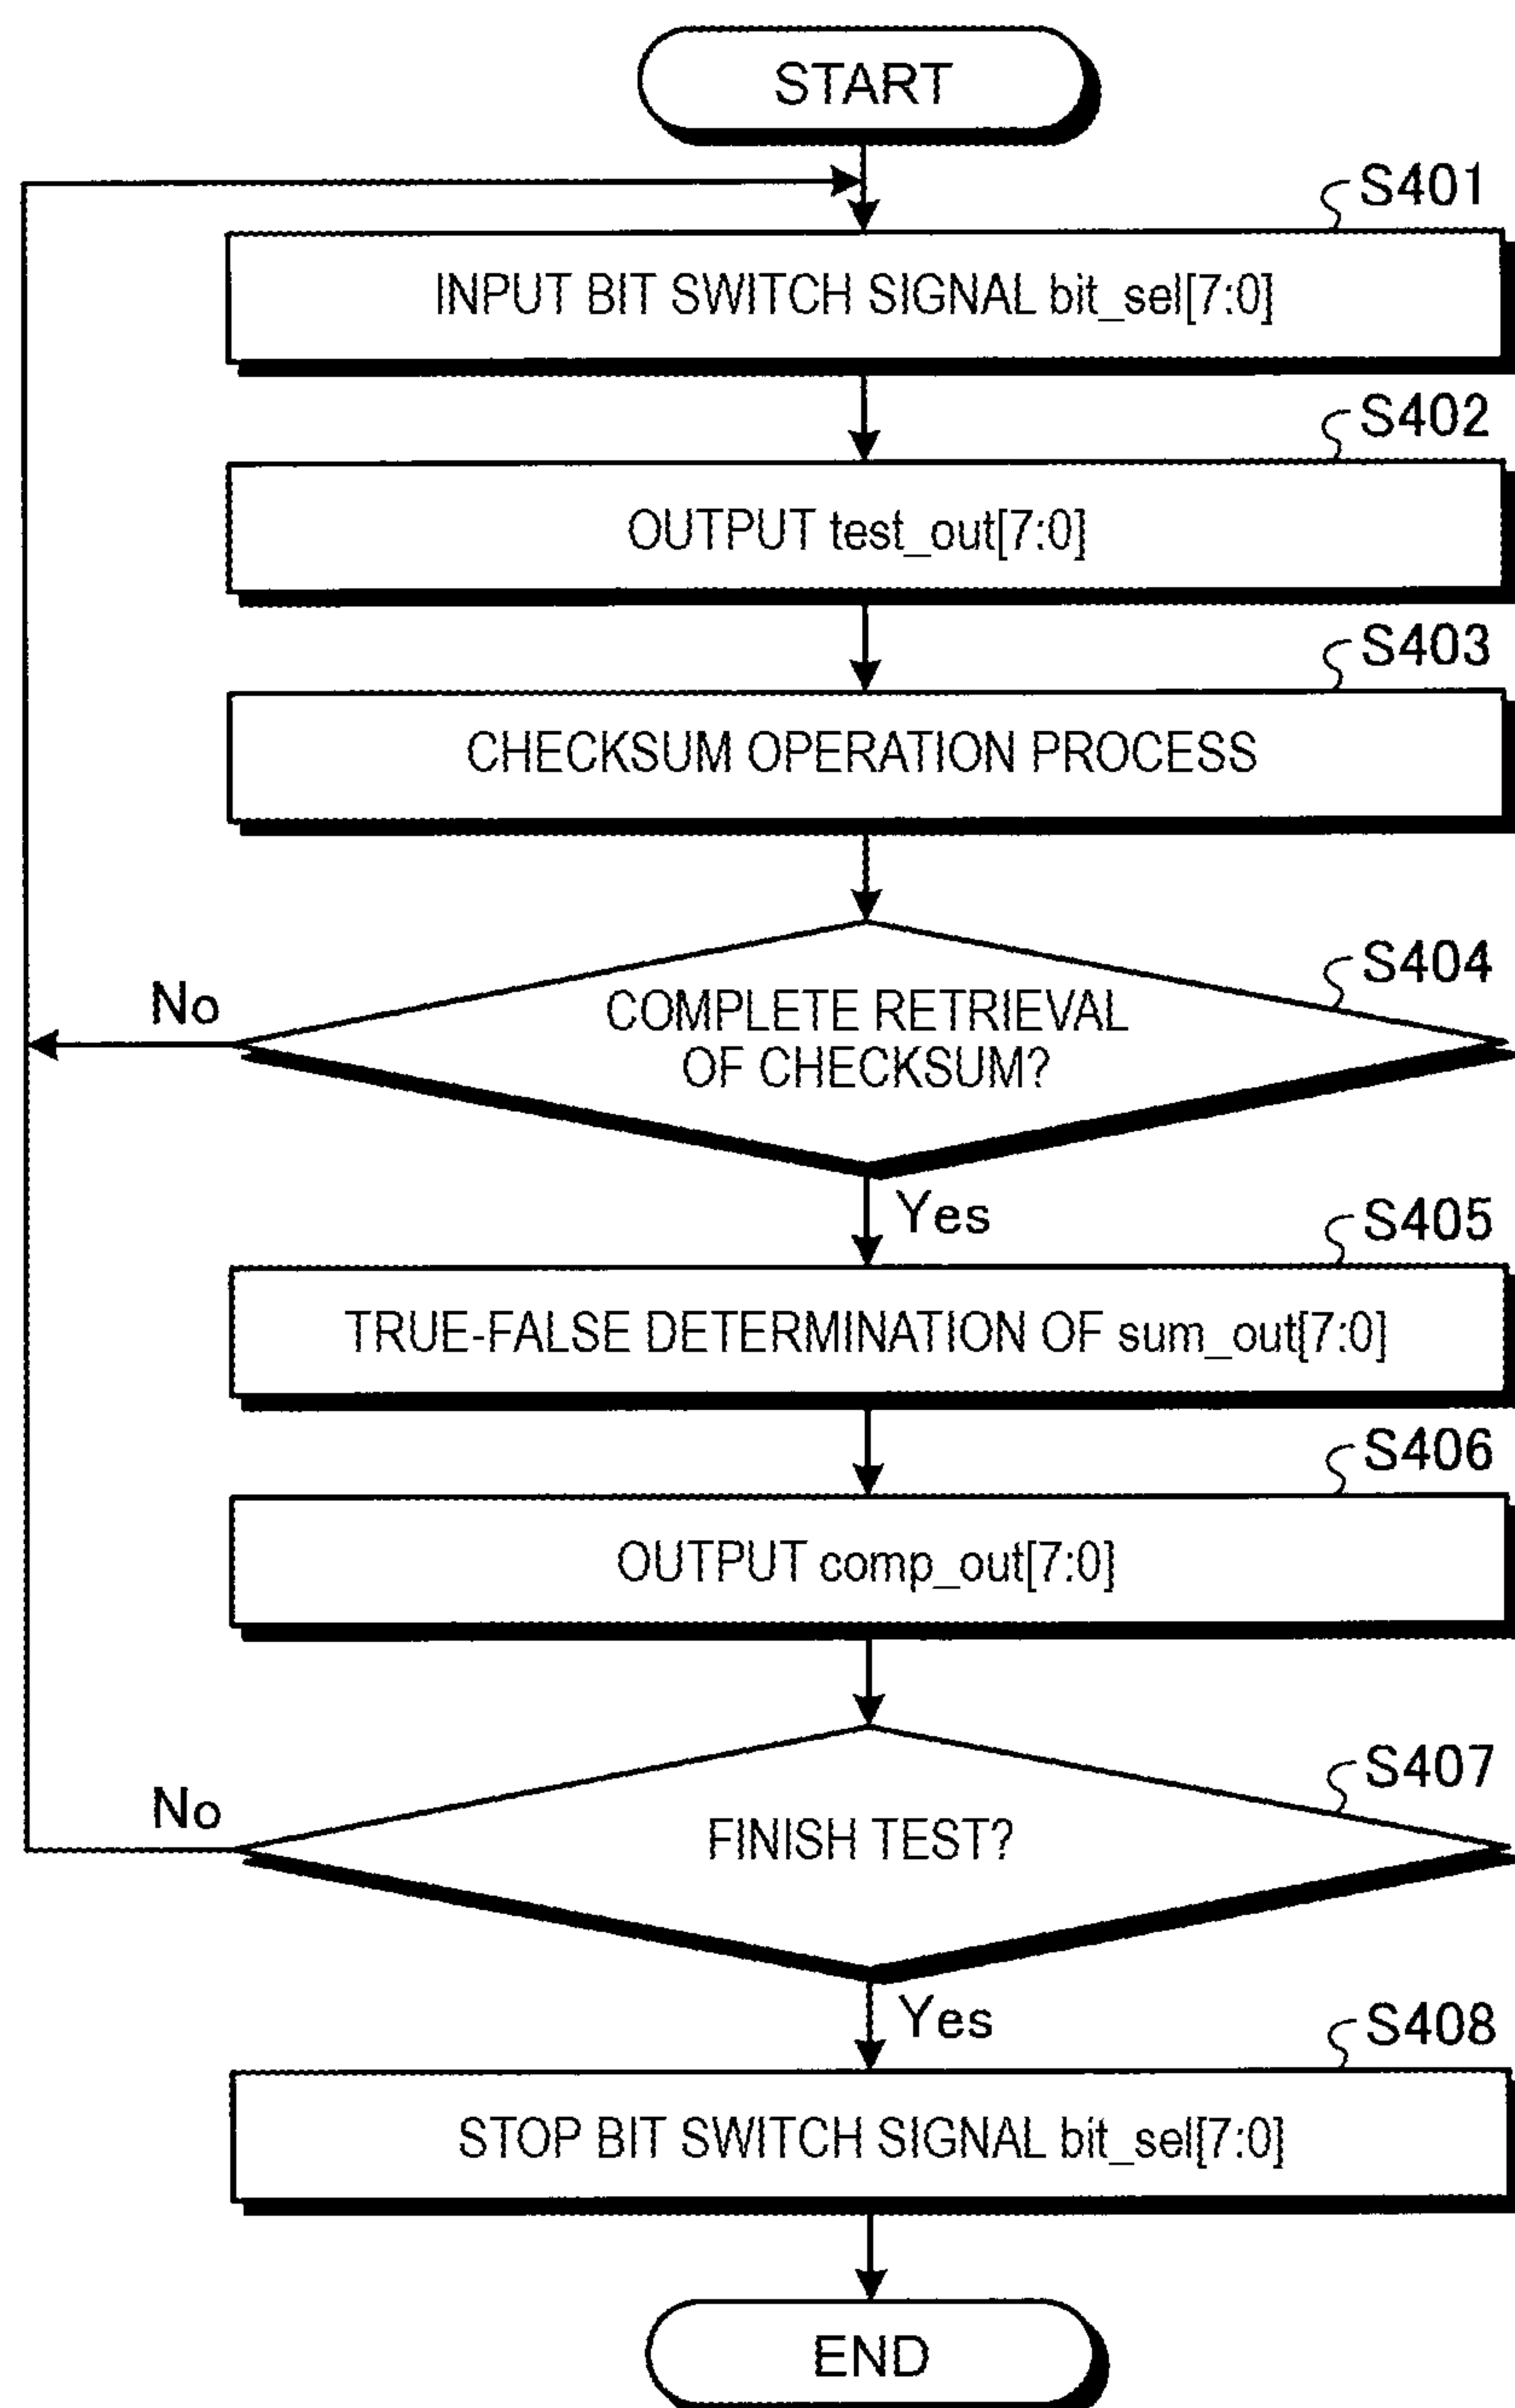 START
S401
INPUT BIT SWITCH SIGNAL bit_sel[7:0]
S402
OUTPUT test_out[7:0]
S403
CHECKSUM OPERATION PROCESS
S404
No
COMPLETE RETRIEVAL
OF CHECKSUM?
Yes
S405
TRUE-FALSE DETERMINATION OF sum_out[7:0]
S406
OUTPUT comp_out[7:0]
S407
No
FINISH TEST?
Yes
S408
STOP BIT SWITCH SIGNAL bit_sel[7:0]
END